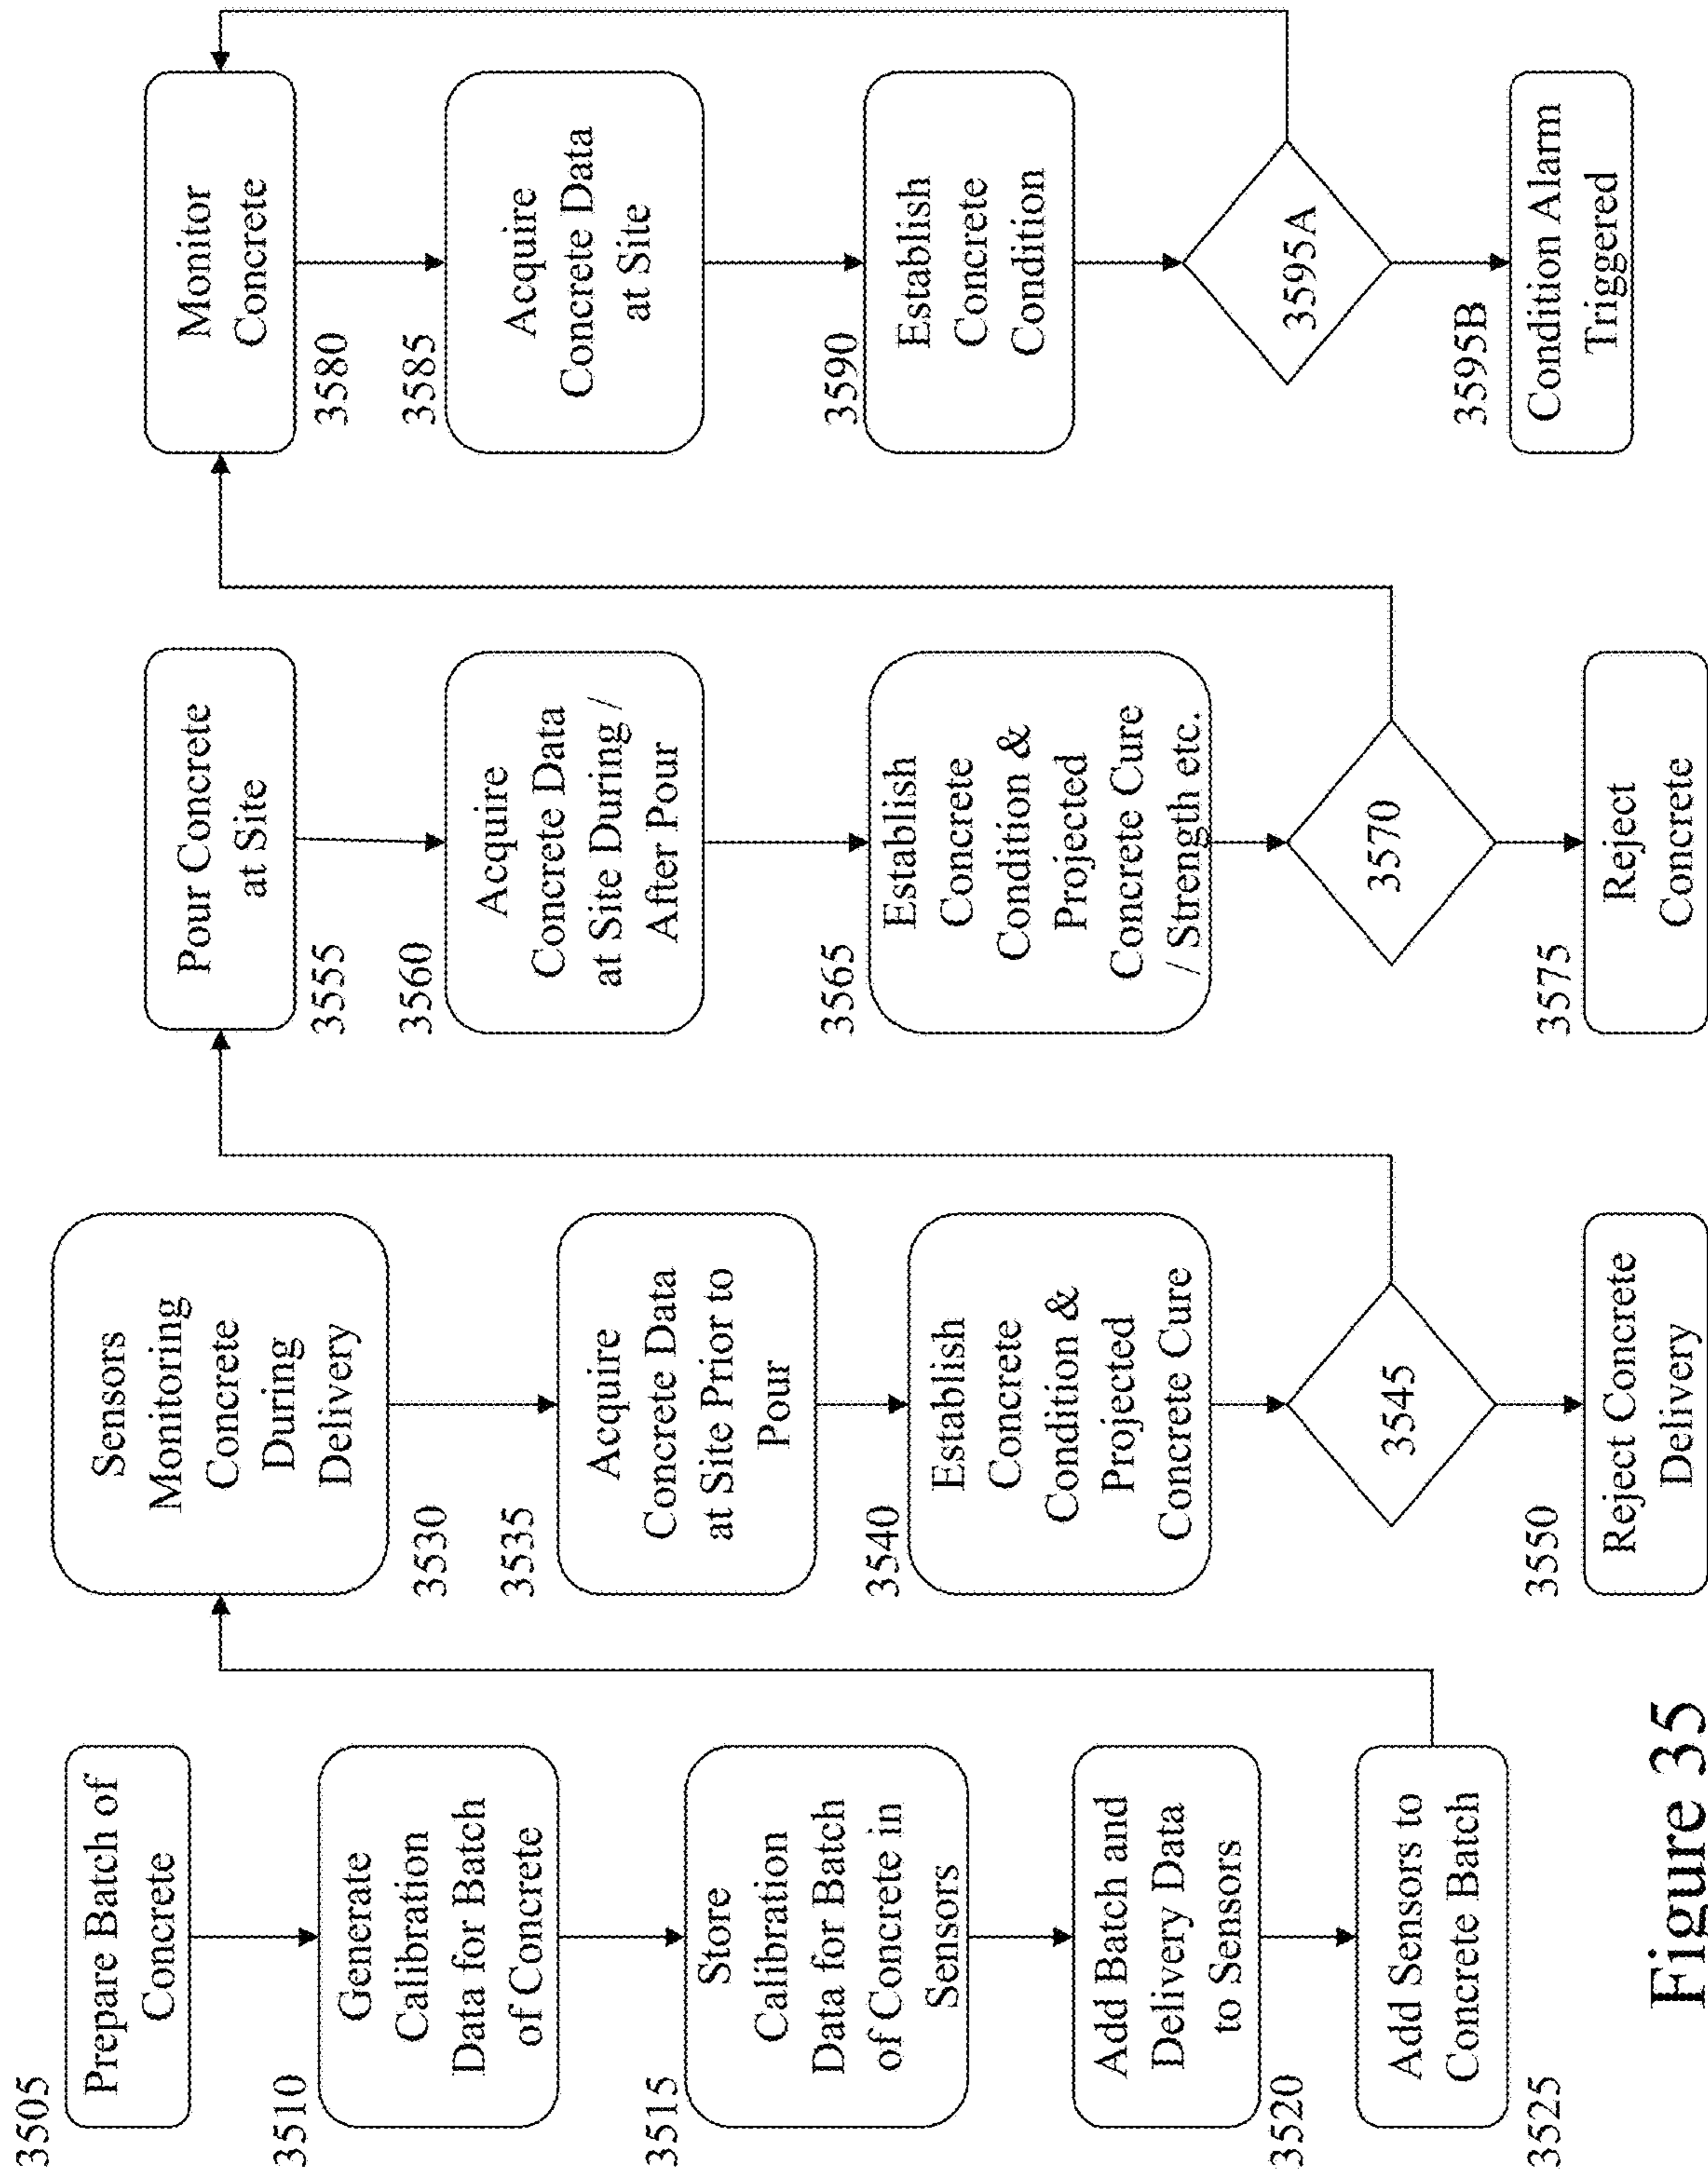 3505
Prepare Batch of
Concrete
3510
Generate
Calibration
Data for Batch
of Concrete
3515
Store
Calibration
Data for Batch
of Concrete in
Sensors
Add Batch and
Delivery Data
to Sensors
3520
Add Sensors to
Concrete Batch
3525
Sensors
Monitoring
Concrete
During
Delivery
3530
3535
Acquire
Concrete Data
at Site Prior to
Pour
3540
Establish
Concrete
Condition &
Projected
Concrete Cure
3545
3550
Reject Concrete
Delivery
Pour Concrete
at Site
3555
3560
Acquire
Concrete Data
at Site During /
After Pour
3565
Establish
Concrete
Condition &
Projected
Concrete Cure
/ Strength etc.
3570
3575
Reject
Concrete
Monitor
Concrete
3580
3585
Acquire
Concrete Data
at Site
3590
Establish
Concrete
Condition
3595A
3595B
Condition Alarm
Triggered
Figure 35